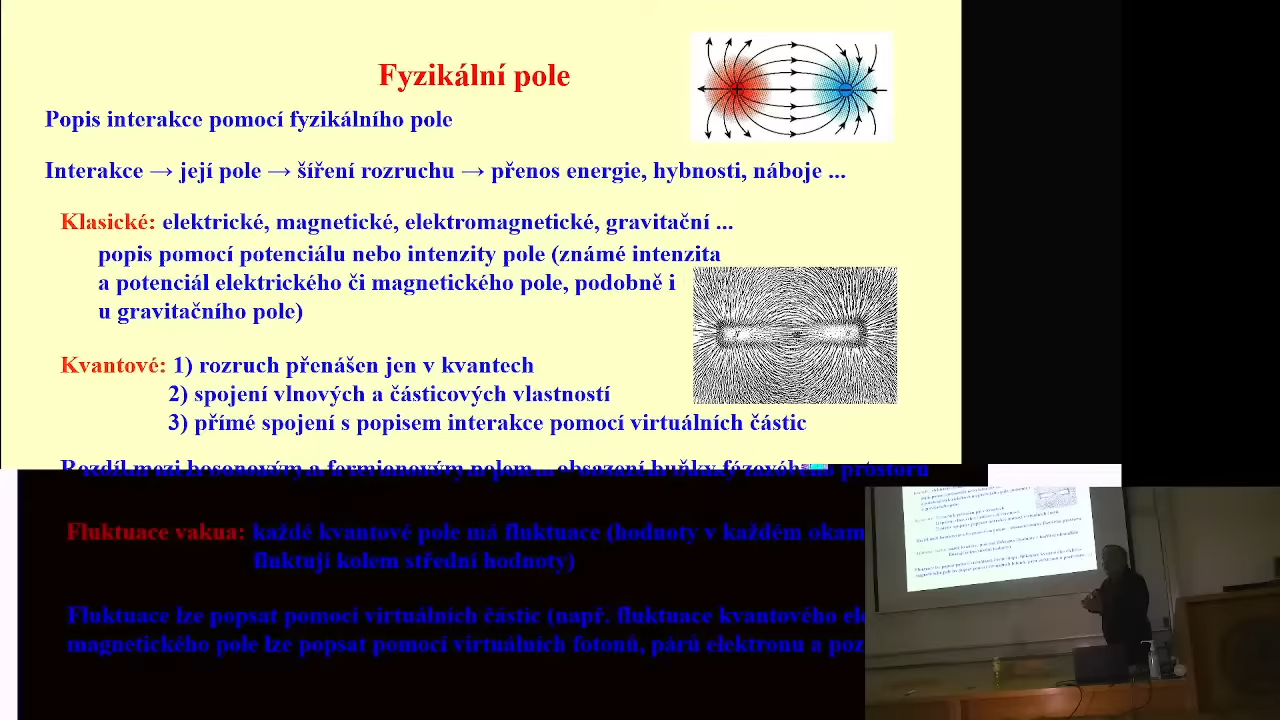 Fyzikální pole
Popis interakce pomocí fyzikálního pole
Interakce → její pole → šíření rozruchu → přenos energie, hybnosti, náboje ...
Klasické: elektrické, magnetické, elektromagnetické, gravitační ...
popis pomocí potenciálu nebo intenzity pole (známé intenzita
a potenciál elektrického či magnetického pole, podobně i
u gravitačního pole)
Kvantové: 1) rozruch přenášen jen v kvantech
2) spojení vlnových a částicových vlastností
3) přímé spojení s popisem interakce pomocí virtuálních částic
Rozdíl mezi bosonovým a fermionovým polem – obsazení buňky fázového prostoru
Fluktuace vakua: každé kvantové pole má fluktuace (hodnoty v každém okam
fluktují kolem střední hodnoty)
Fluktuace lze popsat pomocí virtuálních částic (např. fluktuace kvantového ele
magnetického pole lze popsat pomocí virtuálních fotonů, párů elektronu a poz